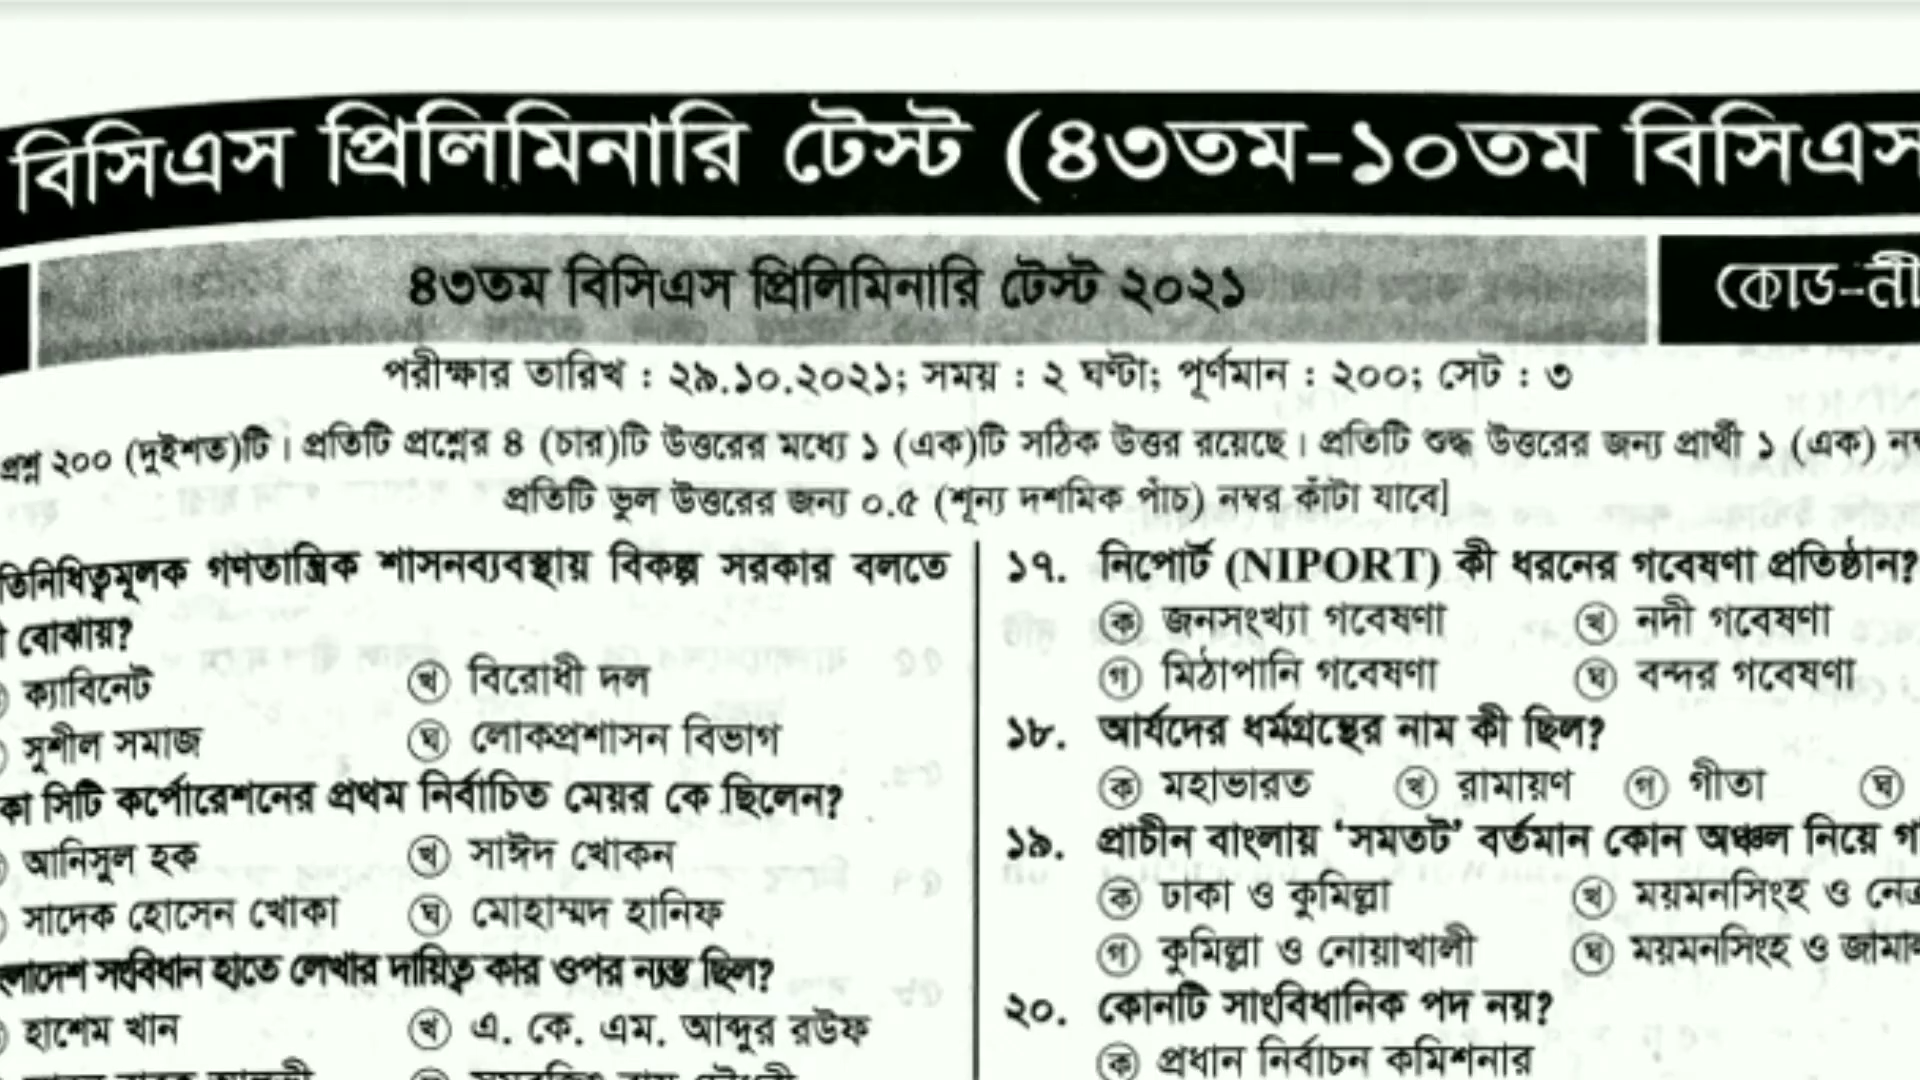 বিসিএস প্রিলিমিনারি টেস্ট (৪৩তম-১০তম বিসিএস
৪৩তম বিসিএস প্রিলিমিনারি টেস্ট ২০২১
কোড-নী
পরীক্ষার তারিখ : ২৯.১০.২০২১; সময় : ২ ঘণ্টা; পূর্ণমান : ২০০; সেট : ৩
প্রশ্ন ২০০ (দুইশত)টি। প্রতিটি প্রশ্নের ৪ (চার)টি উত্তরের মধ্যে ১ (এক)টি সঠিক উত্তর রয়েছে। প্রতিটি শুদ্ধ উত্তরের জন্য প্রার্থী ১ (এক)
প্রতিটি ভুল উত্তরের জন্য ০.৫ (শূন্য দশমিক পাঁচ) নম্বর কাঁটা যাবে]
তিনিধিত্বমূলক গণতান্ত্রিক শাসনব্যবস্থায় বিকল্প সরকার বলতে
ী বোঝায়?
ক্যাবিনেট
খ বিরোধী দল
সুশীল সমাজ
ঘ লোকপ্রশাসন বিভাগ
কা সিটি কর্পোরেশনের প্রথম নির্বাচিত মেয়র কে ছিলেন?
আনিসুল হক
খ সাঈদ খোকন
সাদেক হোসেন খোকা
ঘ মোহাম্মদ হানিফ
লাদেশ সংবিধান হাতে লেখার দায়িত্ব কার ওপর ন্যস্ত ছিল?
হাশেম খান
খ এ. কে. এম. আব্দুর রউফ
১৭. নিপোর্ট (NIPORT) কী ধরনের গবেষণা প্রতিষ্ঠান?
ক জনসংখ্যা গবেষণা
খ নদী গবেষণা
গ মিঠাপানি গবেষণা
ঘ বন্দর গবেষণা
১৮. আর্যদের ধর্মগ্রন্থের নাম কী ছিল?
ক মহাভারত খ রামায়ণ গ গীতা ঘ
১৯. প্রাচীন বাংলায় ‘সমতট’ বর্তমান কোন অঞ্চল নিয়ে গ
ক ঢাকা ও কুমিল্লা
খ ময়মনসিংহ ও নেত্র
গ কুমিল্লা ও নোয়াখালী
ঘ ময়মনসিংহ ও জামা
২০. কোনটি সাংবিধানিক পদ নয়?
ক প্রধান নির্বাচন কমিশনার